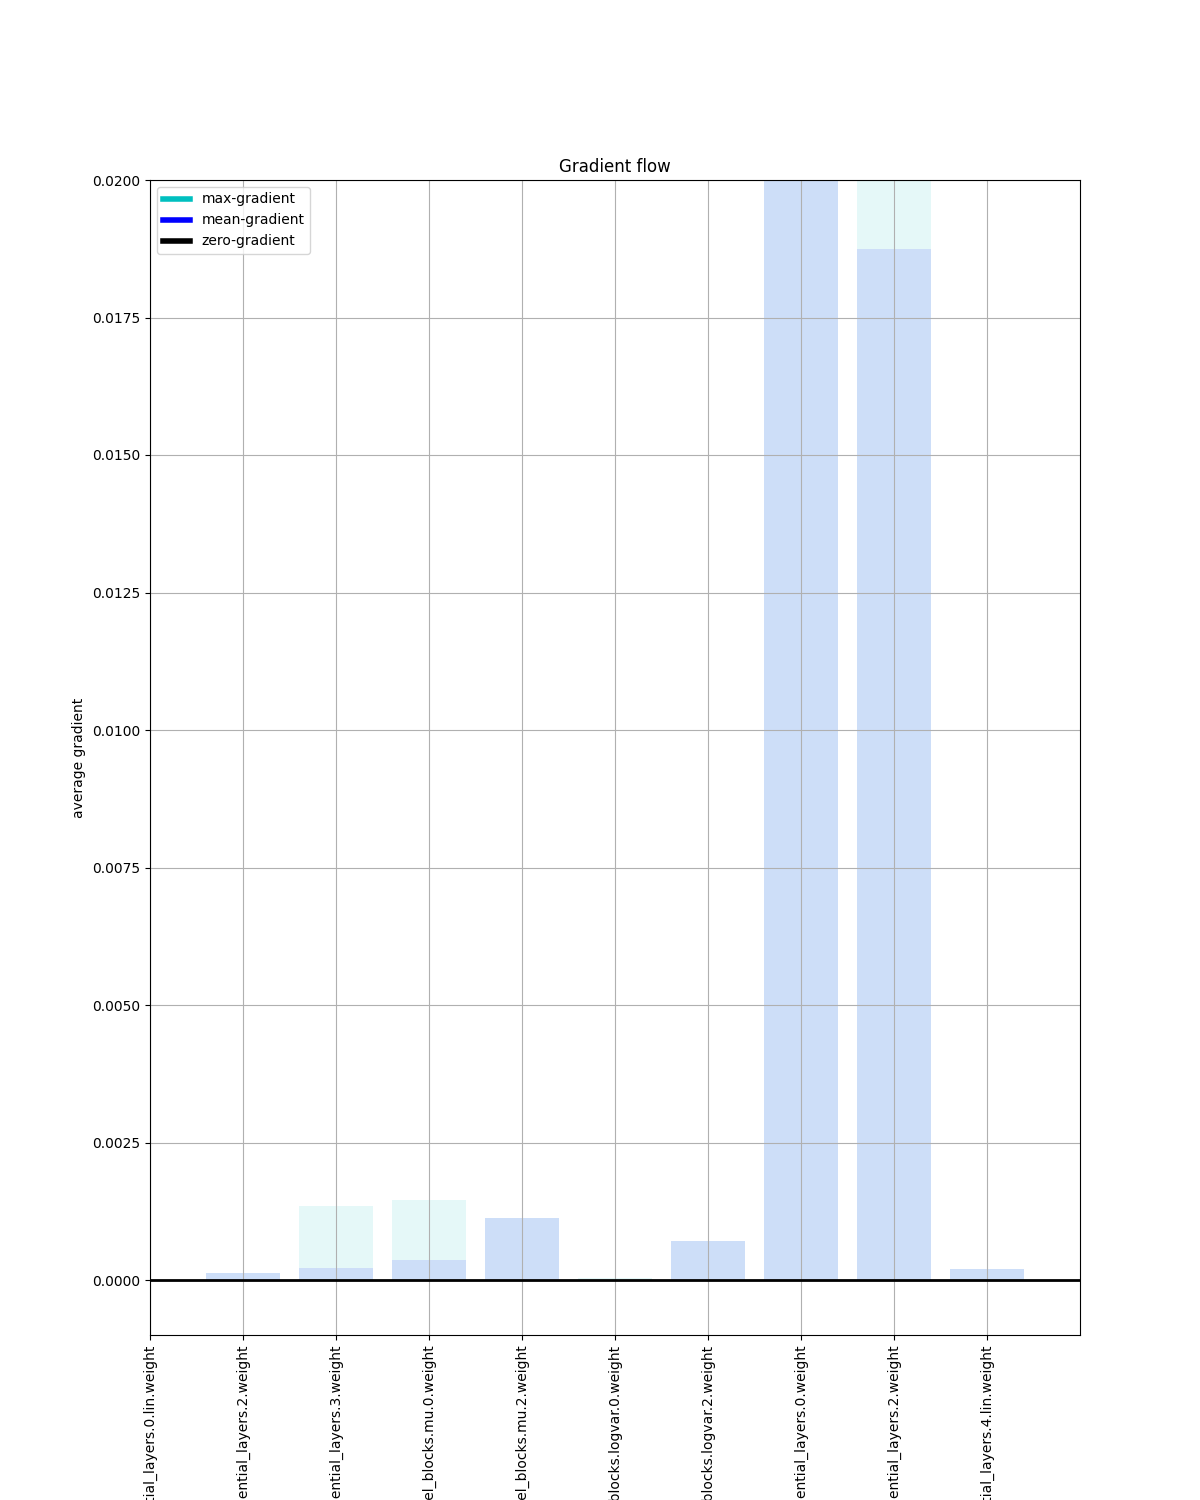 Gradient flow
max-gradient
mean-gradient
zero-gradient
0.0200
0.0175
0.0150
0.0125
0.0100
0.0075
0.0050
0.0025
0.0000
average gradient
tial_layers.0.lin.weight
ential_layers.2.weight
ential_layers.3.weight
el_blocks.mu.0.weight
el_blocks.mu.2.weight
blocks.logvar.0.weight
blocks.logvar.2.weight
ential_layers.0.weight
ential_layers.2.weight
tial_layers.4.lin.weight